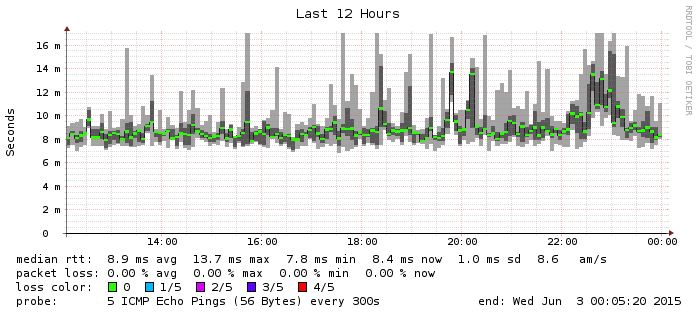 Last 12 Hours
RRDTOOL / TOBI OETIKER
Seconds
16 m
14 m
12 m
10 m
8 m
6 m
4 m
2 m
0
14:00 16:00 18:00 20:00 22:00 00:00
median rtt: 8.9 ms avg 13.7 ms max 7.8 ms min 8.4 ms now 1.0 ms sd 8.6 am/s
packet loss: 0.00 % avg 0.00 % max 0.00 % min 0.00 % now
loss color: 0 1/5 2/5 3/5 4/5
probe: 5 ICMP Echo Pings (56 Bytes) every 300s end: Wed Jun 3 00:05:20 2015